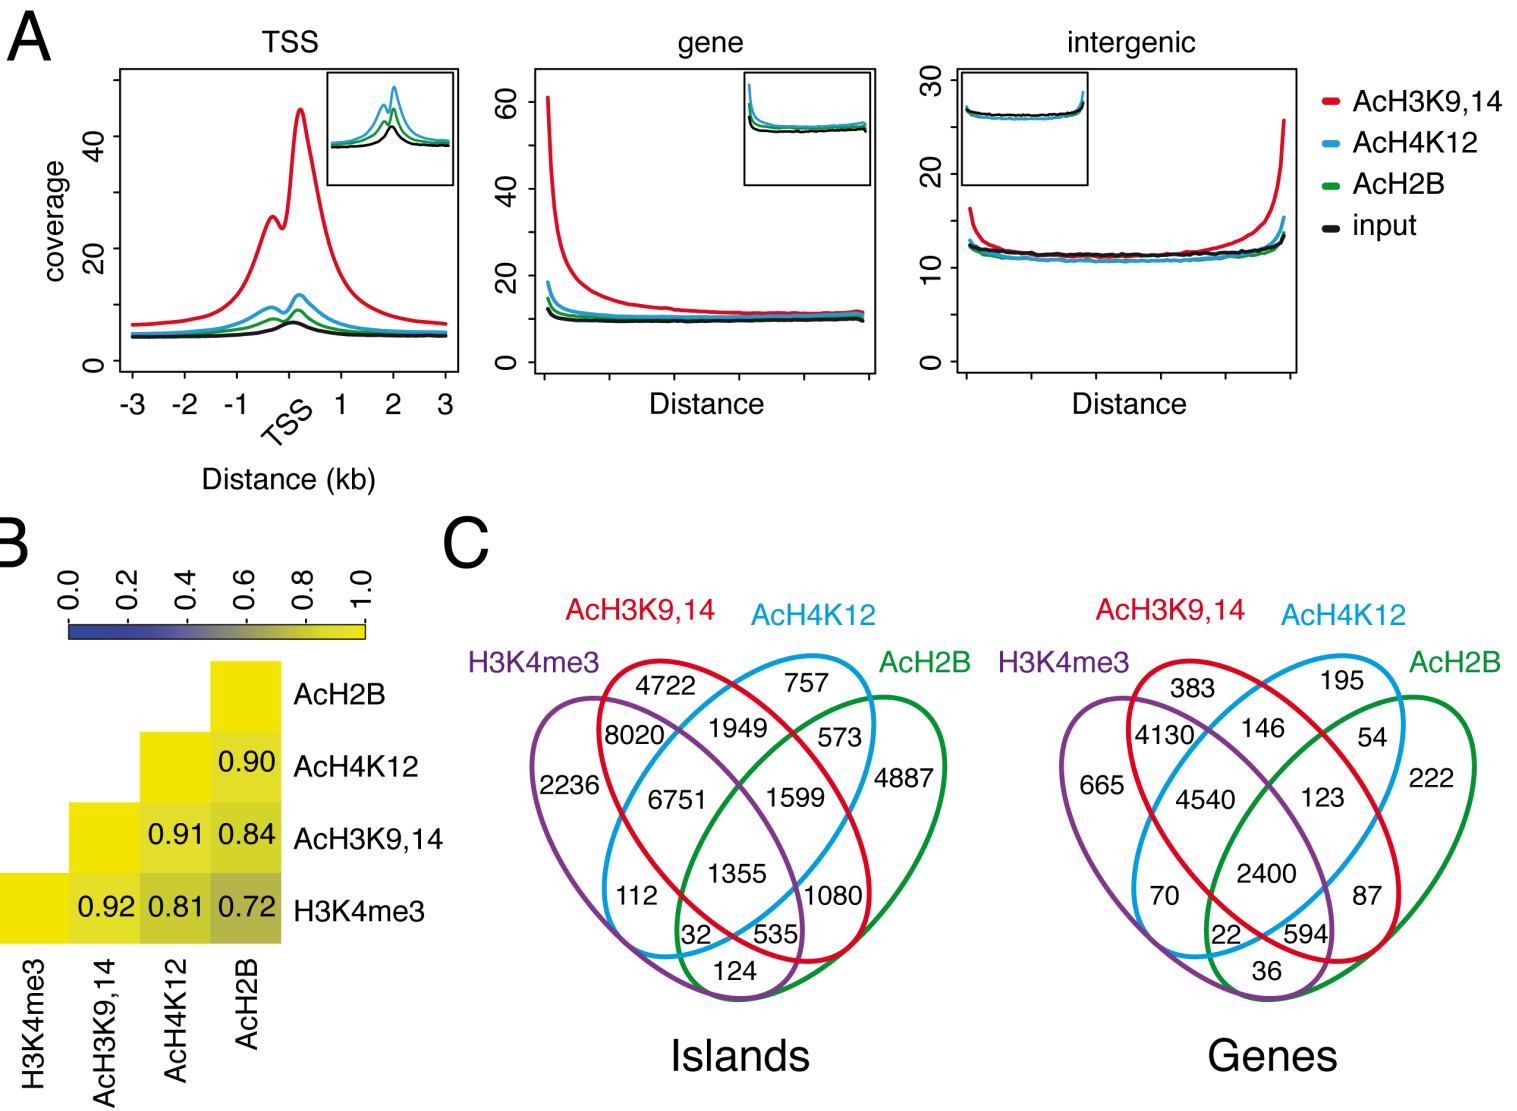 A
TSS
gene
intergenic
coverage
0
20
40
-3
-2
-1
TSS
1
2
3
Distance (kb)
0
20
40
60
Distance
0
10
20
30
Distance
AcH3K9,14
AcH4K12
AcH2B
input
B
0.0
0.2
0.4
0.6
0.8
1.0
AcH2B
0.90
AcH4K12
0.91
0.84
AcH3K9,14
0.92
0.81
0.72
H3K4me3
H3K4me3
AcH3K9,14
AcH4K12
AcH2B
C
AcH3K9,14
AcH4K12
H3K4me3
AcH2B
4722
757
8020
1949
573
2236
6751
1599
4887
1355
112
1080
32
535
124
Islands
AcH3K9,14
AcH4K12
H3K4me3
AcH2B
383
195
4130
146
54
665
4540
123
222
2400
70
87
22
594
36
Genes